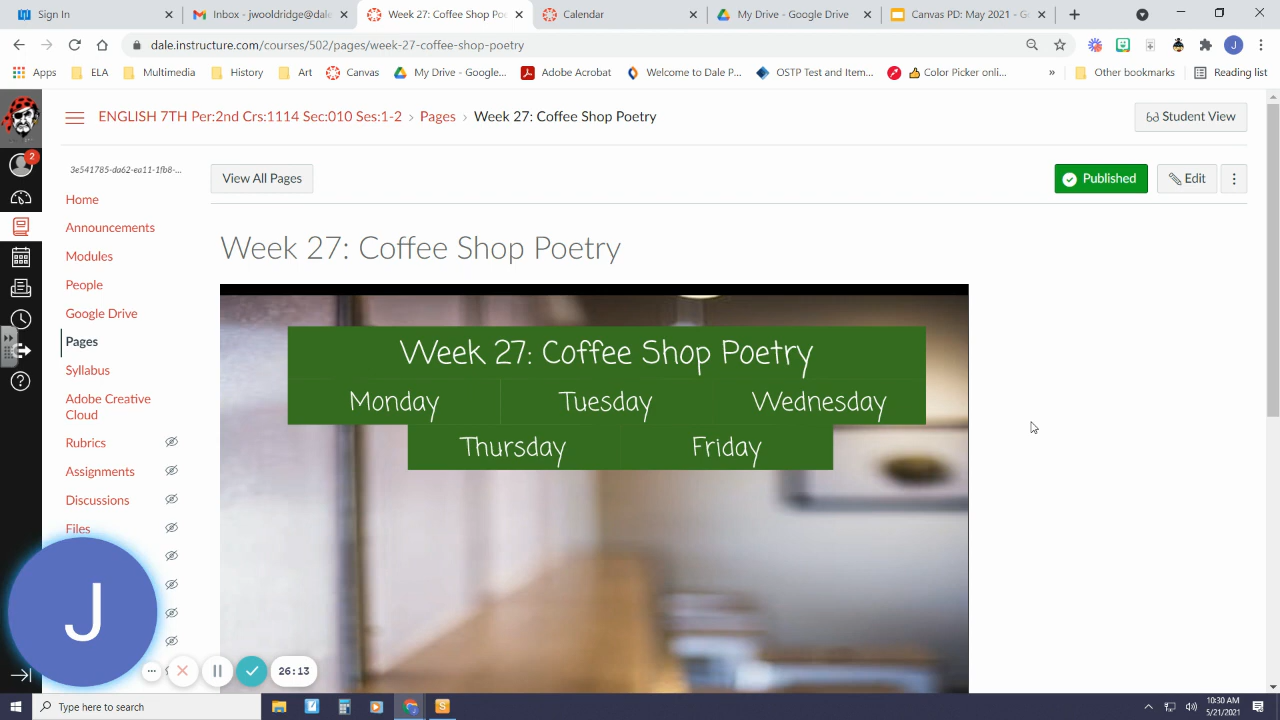 Instruction
jwooldridge@dale
Week 27: Coffee Shop Po
Calendar
My Drive - Google Drive
Canvas PD: May 2021 - G
dale.instructure.com/courses/502/pages/week-27-coffee-shop-poetry
J
Apps
ELA
Multimedia
History
Art
Canvas
My Drive - Google...
Adobe Acrobat
Welcome to Dale P...
OSTP Test and Item...
Color Picker onli...
»
Other bookmarks
Reading list
ENGLISH 7TH Per:2nd Crs:1114 Sec:010 Ses:1-2 > Pages > Week 27: Coffee Shop Poetry
Student View
2
3e541785-da62-ea11-1fb8-...
View All Pages
Published
Edit
Home
Announcements
Modules
People
Google Drive
Pages
Syllabus
Adobe Creative
Cloud
Rubrics
Assignments
Discussions
Files
Week 27: Coffee Shop Poetry
Week 27: Coffee Shop Poetry
Monday
Tuesday
Wednesday
Thursday
Friday
J
26:13
Type here to search
S
10:30 AM
5/21/2021